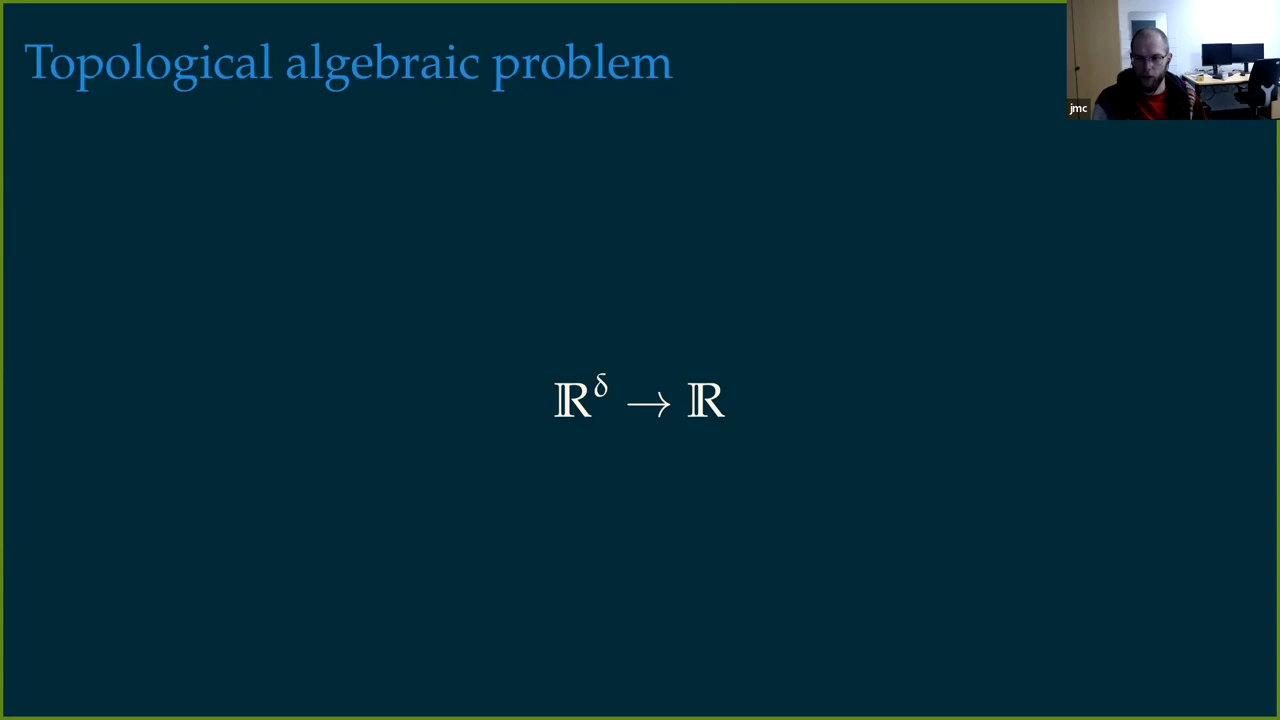 Topological algebraic problem
jmc
ℝ^δ → ℝ